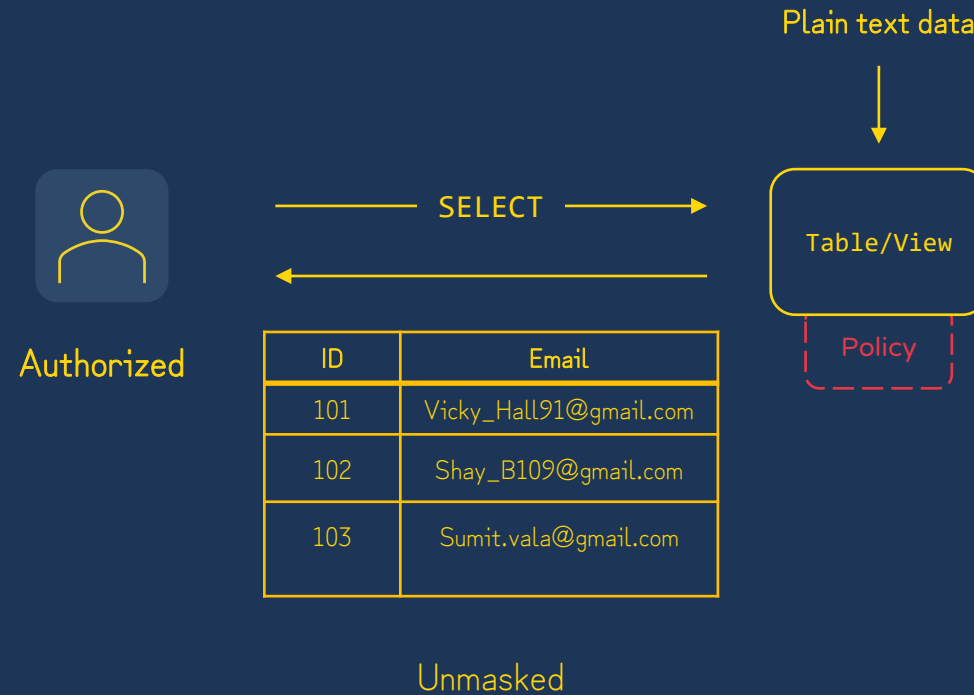 Plain text data
SELECT
Table/View
Authorized
Policy
ID Email
101 Vicky_Hall91@gmail.com
102 Shay_B109@gmail.com
103 Sumit.vala@gmail.com
Unmasked